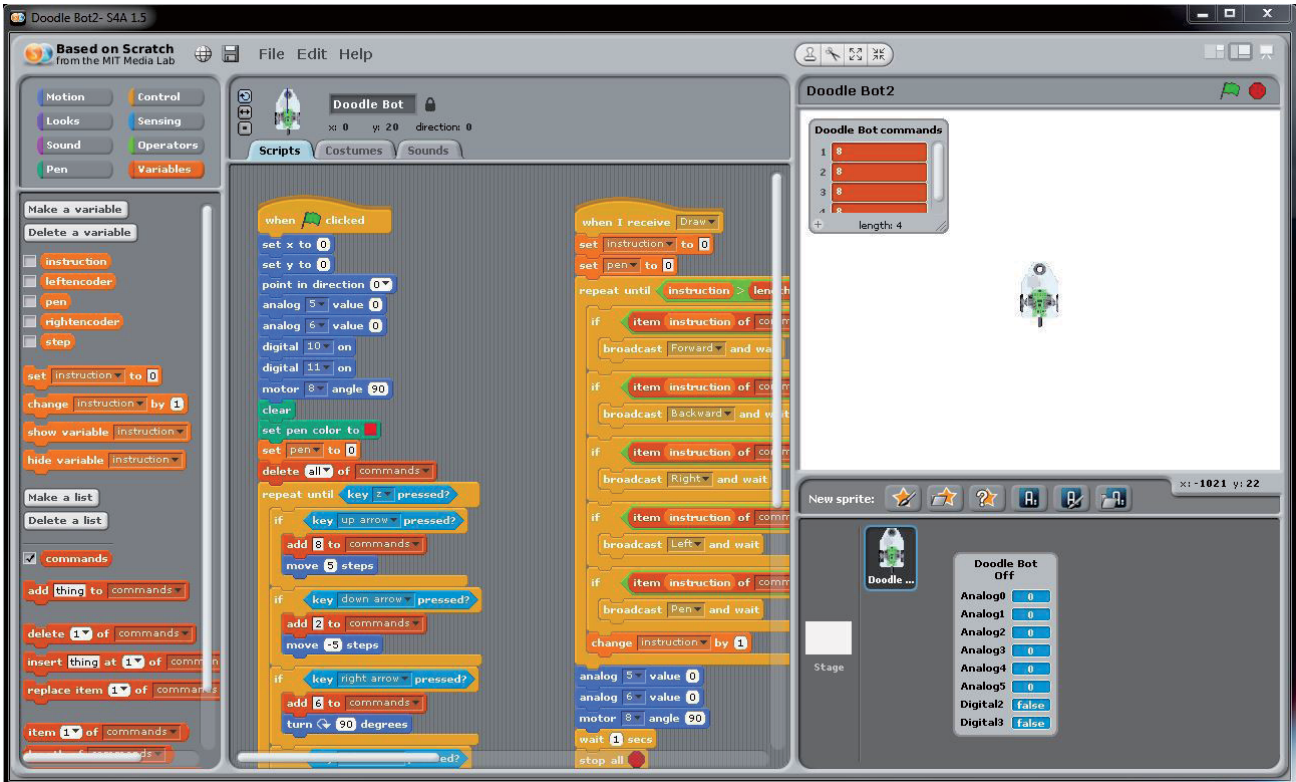 Doodle Bot2- S4A 1.5
Based on Scratch
from the MIT Media Lab
File Edit Help
Motion Control
Looks Sensing
Sound Operators
Pen Variables
Make a variable
Delete a variable
instruction
leftencoder
pen
rightencoder
step
set instruction to 0
change instruction by 1
show variable instruction
hide variable instruction
Make a list
Delete a list
commands
add thing to commands
delete 1 of commands
insert thing at 1 of comm
replace item 1 of commands
item 1 of commands
Doodle Bot
x: 0 y: 20 direction: 0
Scripts Costumes Sounds
when clicked
set x to 0
set y to 0
point in direction 0
analog 5 value 0
analog 6 value 0
digital 10 on
digital 11 on
motor 8 angle 90
clear
set pen color to
set pen to 0
delete all of commands
repeat until key z pressed?
if key up arrow pressed?
add 8 to commands
move 5 steps
if key down arrow pressed?
add 2 to commands
move -5 steps
if key right arrow pressed?
add 6 to commands
turn 90 degrees
when I receive Draw
set instruction to 0
set pen to 0
repeat until instruction > leng
if item instruction of comm
broadcast Forward and wa
if item instruction of com
broadcast Backward and w
if item instruction of com
broadcast Right and wait
if item instruction of comm
broadcast Left and wait
if item instruction of comm
broadcast Pen and wait
change instruction by 1
analog 5 value 0
analog 6 value 0
motor 8 angle 90
wait 1 secs
stop all
Doodle Bot2
Doodle Bot commands
1 8
2 8
3 8
4 8
length: 4
x: -1021 y: 22
New sprite:
Doodle ...
Stage
Doodle Bot
Off
Analog0 0
Analog1 0
Analog2 0
Analog3 0
Analog4 0
Analog5 0
Digital2 false
Digital3 false